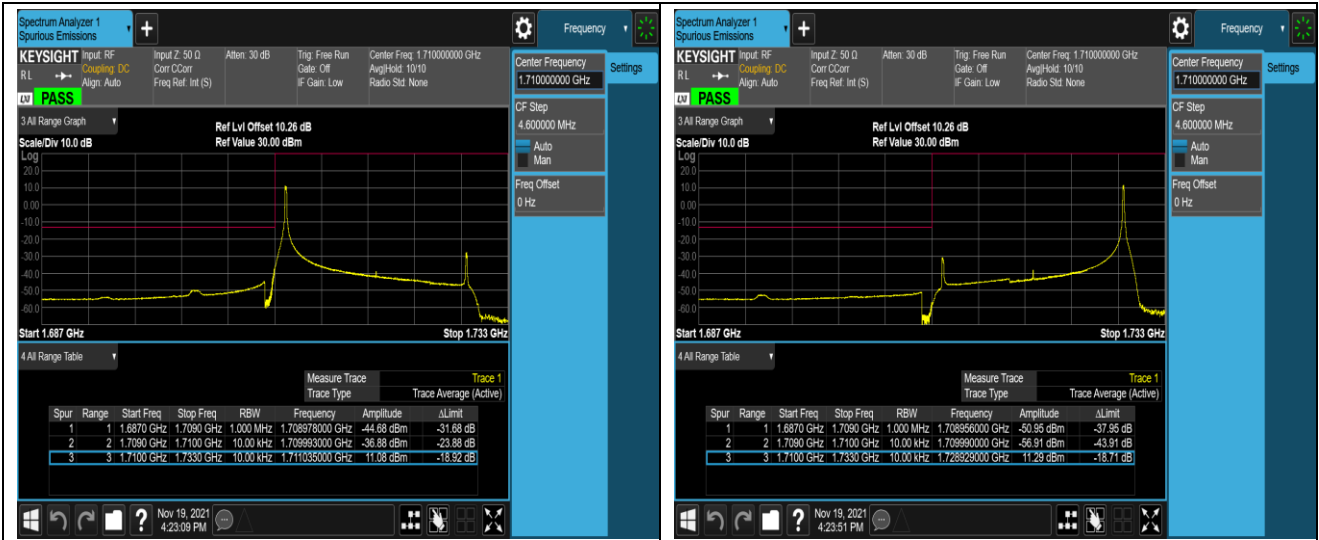 Spectrum Analyzer 1
Spurious Emissions
+
Frequency
KEYSIGHT Input: RF Input Z: 50 Ω Atten: 30 dB Trig: Free Run Center Freq: 1.710000000 GHz
Coupling: DC Corr CCorr Gate: Off Avg|Hold: 10/10
RL Align: Auto Freq Ref: Int (S) IF Gain: Low Radio Std: None
PASS
Center Frequency
1.710000000 GHz
Settings
CF Step
4.600000 MHz
Auto
Man
Freq Offset
0 Hz
3 All Range Graph
Ref Lvl Offset 10.26 dB
Scale/Div 10.0 dB Ref Value 30.00 dBm
Log
20.0
10.0
0.00
-10.0
-20.0
-30.0
-40.0
-50.0
-60.0
Start 1.687 GHz Stop 1.733 GHz
4 All Range Table
Measure Trace Trace 1
Trace Type Trace Average (Active)
Spur Range Start Freq Stop Freq RBW Frequency Amplitude ΔLimit
1 1 1.6870 GHz 1.7090 GHz 1.000 MHz 1.708978000 GHz -44.68 dBm -31.68 dB
2 2 1.7090 GHz 1.7100 GHz 10.00 kHz 1.709993000 GHz -36.88 dBm -23.88 dB
3 3 1.7100 GHz 1.7330 GHz 10.00 kHz 1.711035000 GHz 11.08 dBm -18.92 dB
?
Nov 19, 2021
4:23:09 PM
Spectrum Analyzer 1
Spurious Emissions
+
Frequency
KEYSIGHT Input: RF Input Z: 50 Ω Atten: 30 dB Trig: Free Run Center Freq: 1.710000000 GHz
Coupling: DC Corr CCorr Gate: Off Avg|Hold: 10/10
RL Align: Auto Freq Ref: Int (S) IF Gain: Low Radio Std: None
PASS
Center Frequency
1.710000000 GHz
Settings
CF Step
4.600000 MHz
Auto
Man
Freq Offset
0 Hz
3 All Range Graph
Ref Lvl Offset 10.26 dB
Scale/Div 10.0 dB Ref Value 30.00 dBm
Log
20.0
10.0
0.00
-10.0
-20.0
-30.0
-40.0
-50.0
-60.0
Start 1.687 GHz Stop 1.733 GHz
4 All Range Table
Measure Trace Trace 1
Trace Type Trace Average (Active)
Spur Range Start Freq Stop Freq RBW Frequency Amplitude ΔLimit
1 1 1.6870 GHz 1.7090 GHz 1.000 MHz 1.708956000 GHz -50.95 dBm -37.95 dB
2 2 1.7090 GHz 1.7100 GHz 10.00 kHz 1.709990000 GHz -56.91 dBm -43.91 dB
3 3 1.7100 GHz 1.7330 GHz 10.00 kHz 1.728929000 GHz 11.29 dBm -18.71 dB
?
Nov 19, 2021
4:23:51 PM